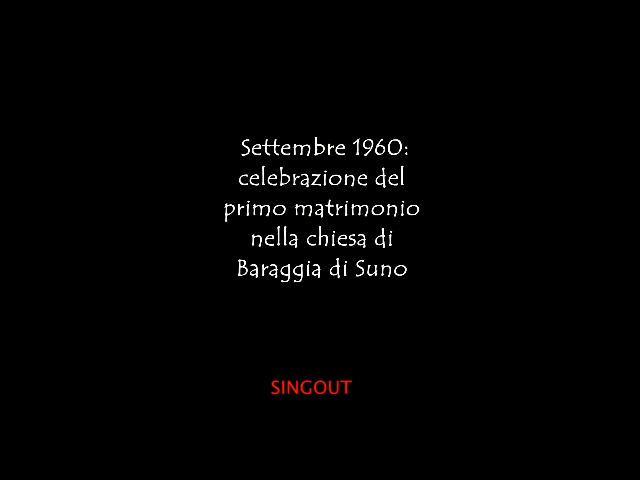 Settembre 1960:
celebrazione del
primo matrimonio
nella chiesa di
Baraggia di Suno
SINGOUT